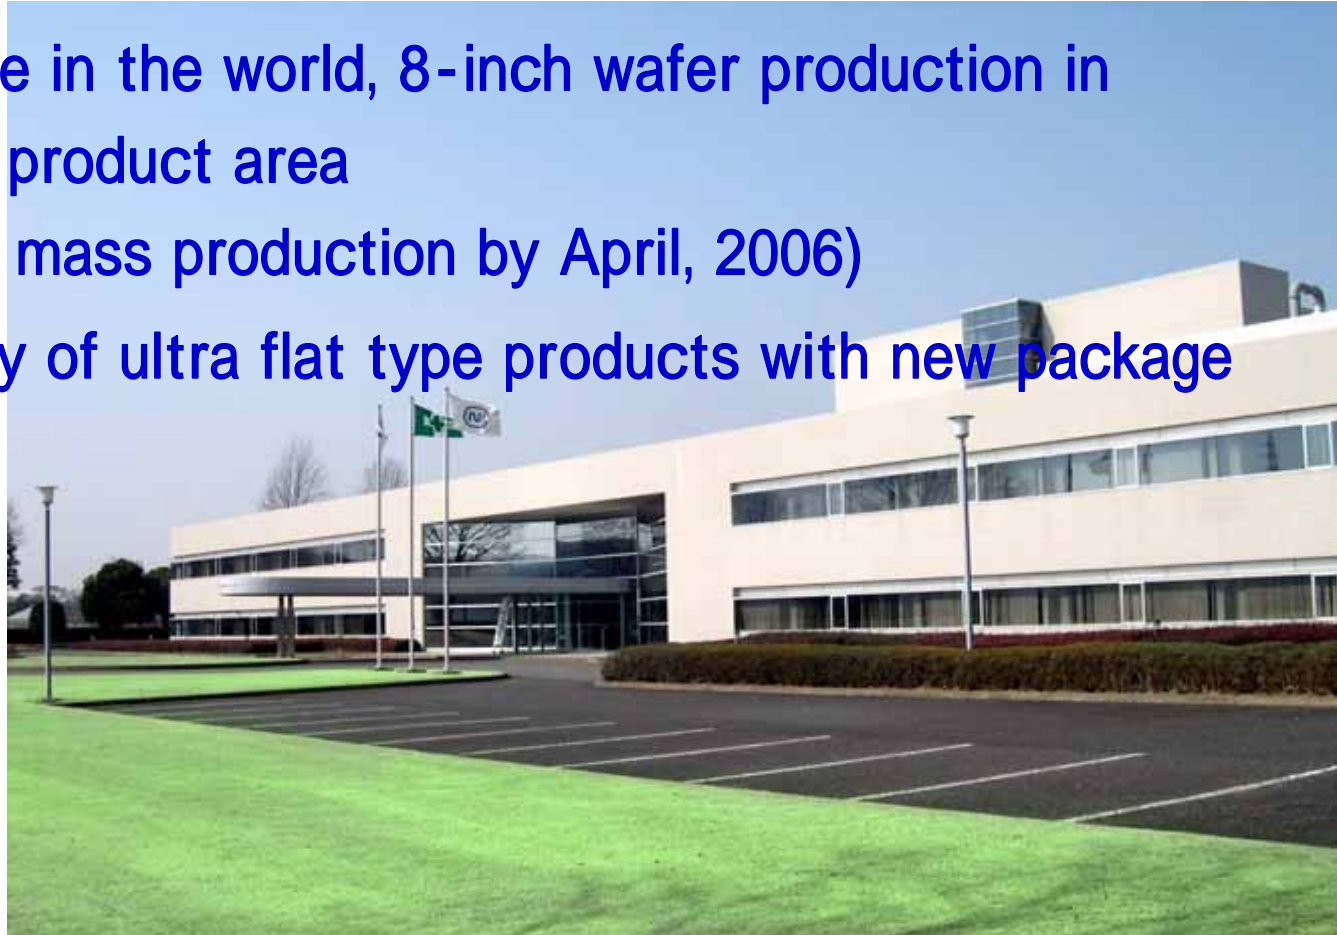 e in the world, 8-inch wafer production in
product area
mass production by April, 2006)
y of ultra flat type products with new package